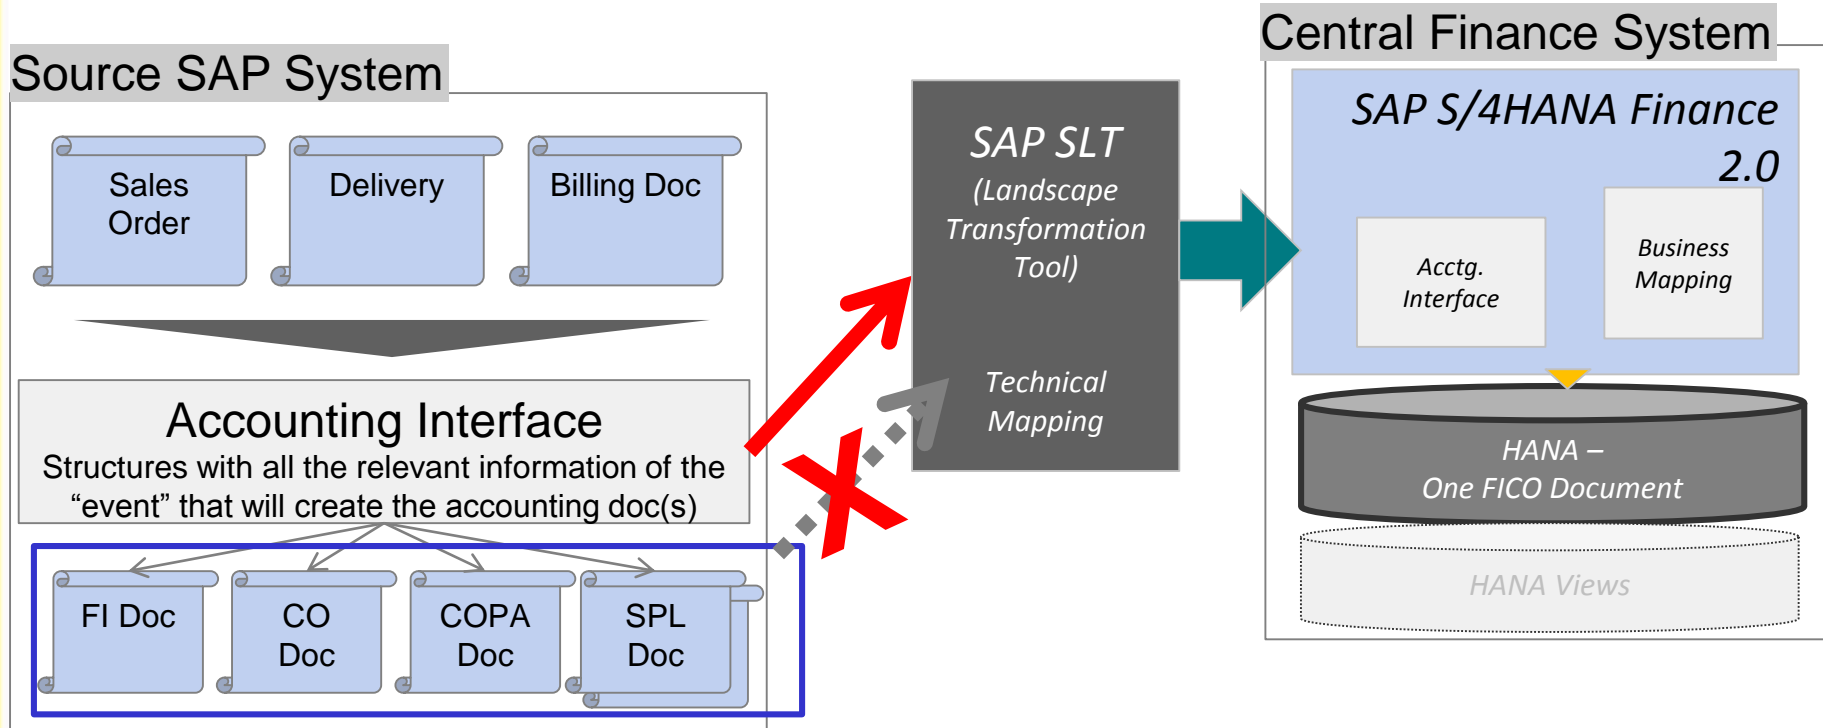 Source SAP System
Sales
Order
Delivery
Billing Doc
Accounting Interface
Structures with all the relevant information of the
“event” that will create the accounting doc(s)
FI Doc
CO
Doc
COPA
Doc
SPL
Doc
X
SAP SLT
(Landscape
Transformation
Tool)
Technical
Mapping
Central Finance System
SAP S/4HANA Finance
2.0
Acctg.
Interface
Business
Mapping
HANA –
One FICO Document
HANA Views